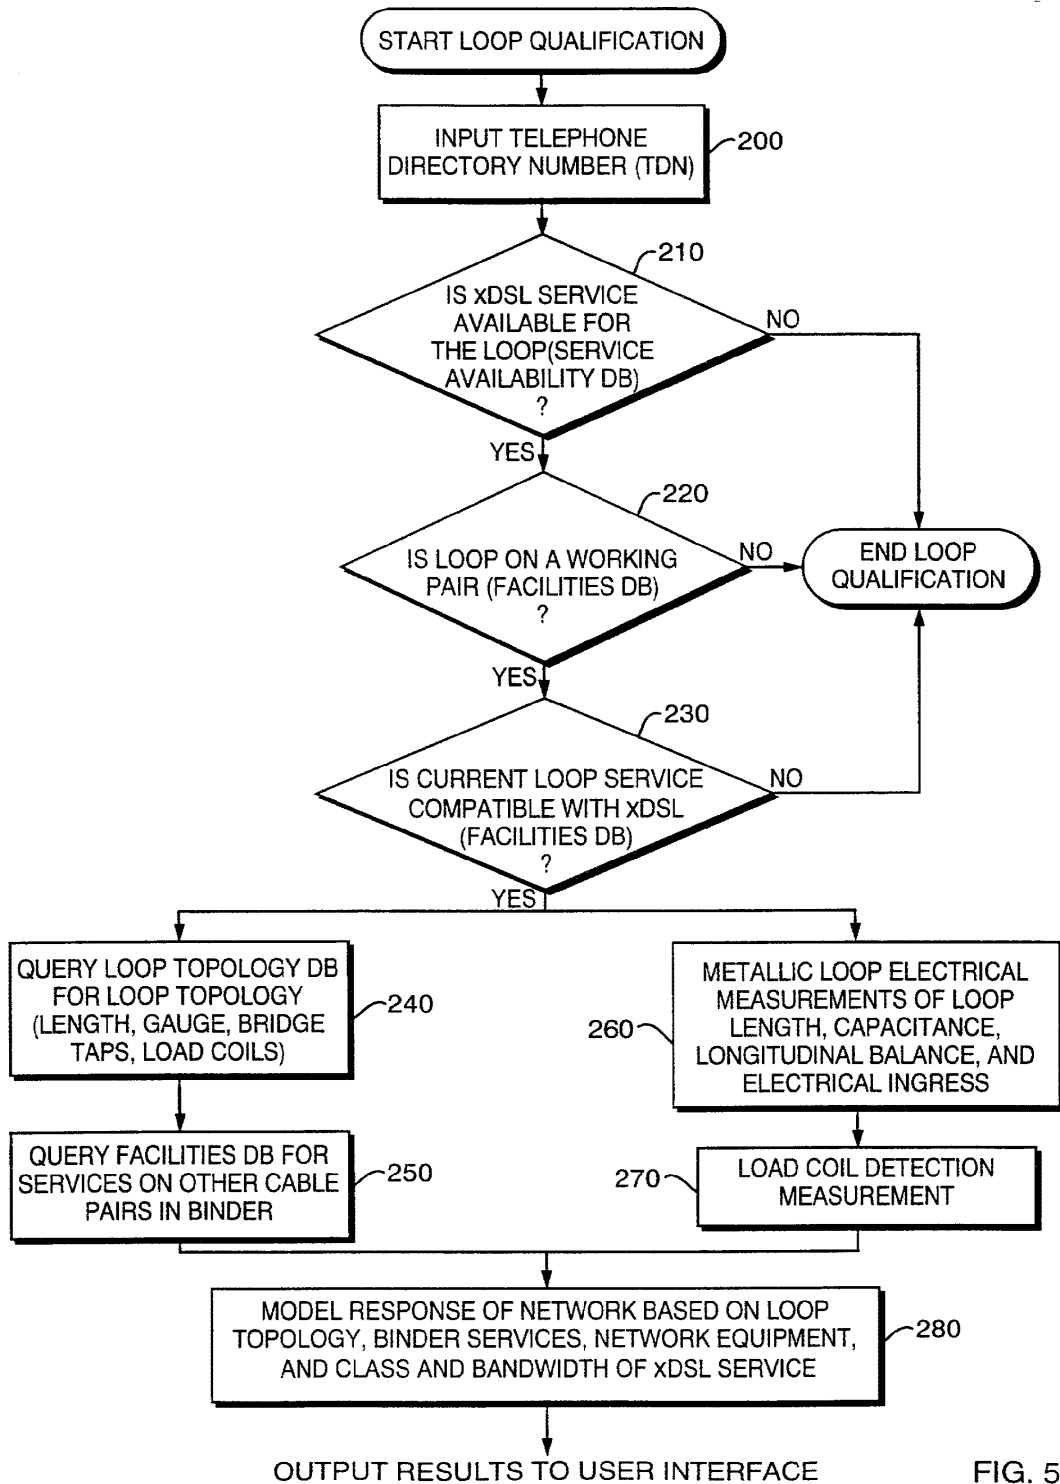 START LOOP QUALIFICATION
INPUT TELEPHONE
DIRECTORY NUMBER (TDN)
200
210
IS xDSL SERVICE
AVAILABLE FOR
THE LOOP(SERVICE
AVAILABILITY DB)
?
NO
YES
220
IS LOOP ON A WORKING
PAIR (FACILITIES DB)
?
NO
END LOOP
QUALIFICATION
YES
230
IS CURRENT LOOP SERVICE
COMPATIBLE WITH xDSL
(FACILITIES DB)
?
NO
YES
QUERY LOOP TOPOLOGY DB
FOR LOOP TOPOLOGY
(LENGTH, GAUGE, BRIDGE
TAPS, LOAD COILS)
240
METALLIC LOOP ELECTRICAL
MEASUREMENTS OF LOOP
LENGTH, CAPACITANCE,
LONGITUDINAL BALANCE, AND
ELECTRICAL INGRESS
260
QUERY FACILITIES DB FOR
SERVICES ON OTHER CABLE
PAIRS IN BINDER
250
LOAD COIL DETECTION
MEASUREMENT
270
MODEL RESPONSE OF NETWORK BASED ON LOOP
TOPOLOGY, BINDER SERVICES, NETWORK EQUIPMENT,
AND CLASS AND BANDWIDTH OF xDSL SERVICE
280
OUTPUT RESULTS TO USER INTERFACE
FIG. 5